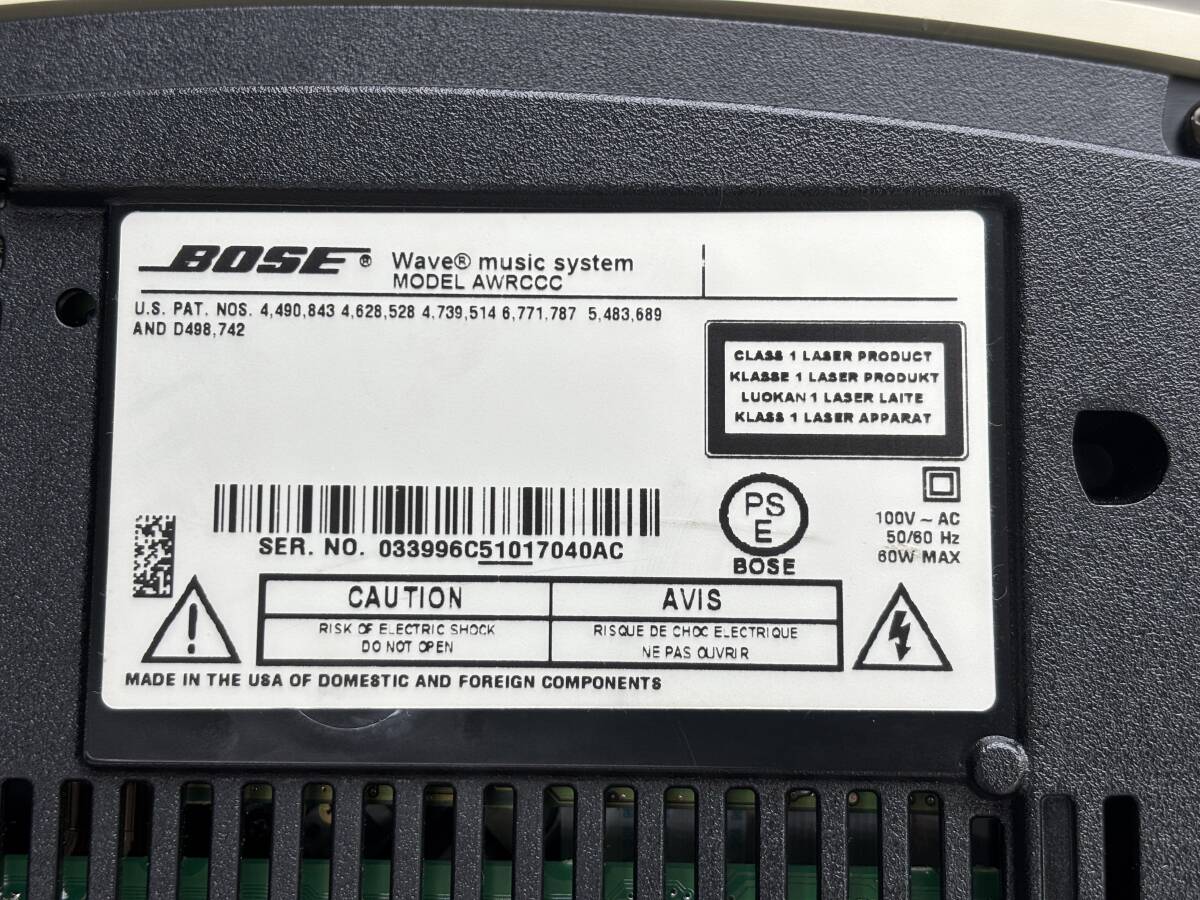 BOSE® Wave® music system
MODEL AWRCCC
U.S. PAT. NOS. 4,490,843 4,628,528 4,739,514 6,771,787 5,483,689
AND D498,742
CLASS 1 LASER PRODUCT
KLASSE 1 LASER PRODUKT
LUOKAN 1 LASER LAITE
KLASS 1 LASER APPARAT
SER. NO. 033996C51017040AC
PS
E
BOSE
100V ~ AC
50/60 Hz
60W MAX
CAUTION
RISK OF ELECTRIC SHOCK
DO NOT OPEN
AVIS
RISQUE DE CHOC ELECTRIQUE
NE PAS OUVRIR
MADE IN THE USA OF DOMESTIC AND FOREIGN COMPONENTS